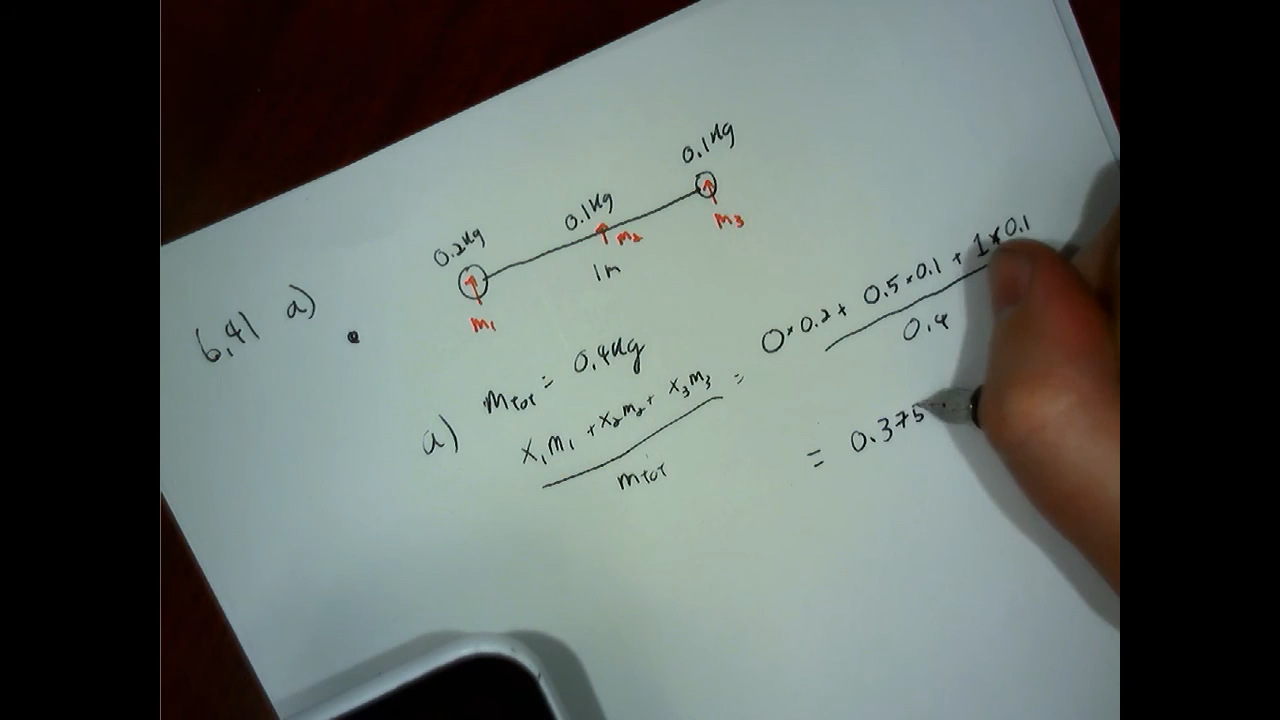 6,41 a)
0.2Kg
0.1Kg
0.1Kg
m₁
m₂
m₃
1m
mtot = 0,4Kg
a) x₁m₁ + x₂m₂ + x₃m₃ = 0×0.2 + 0.5×0.1 + 1×0.1
mtot
0.4
= 0.375